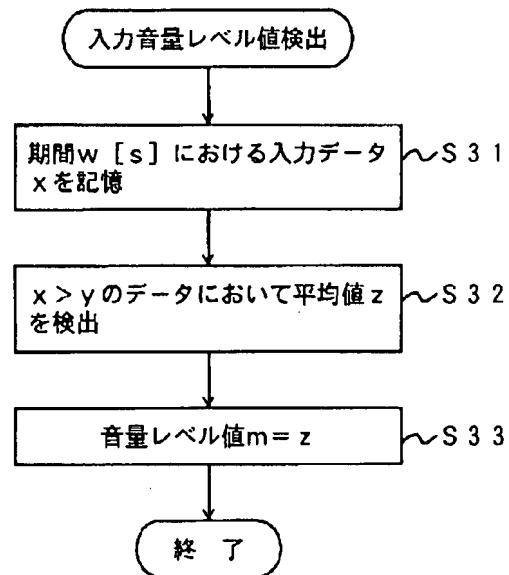 入力音量レベル値検出
期間w［s］における入力データ S31
xを記憶
x＞yのデータにおいて平均値z S32
を検出
音量レベル値m＝z S33
終　了